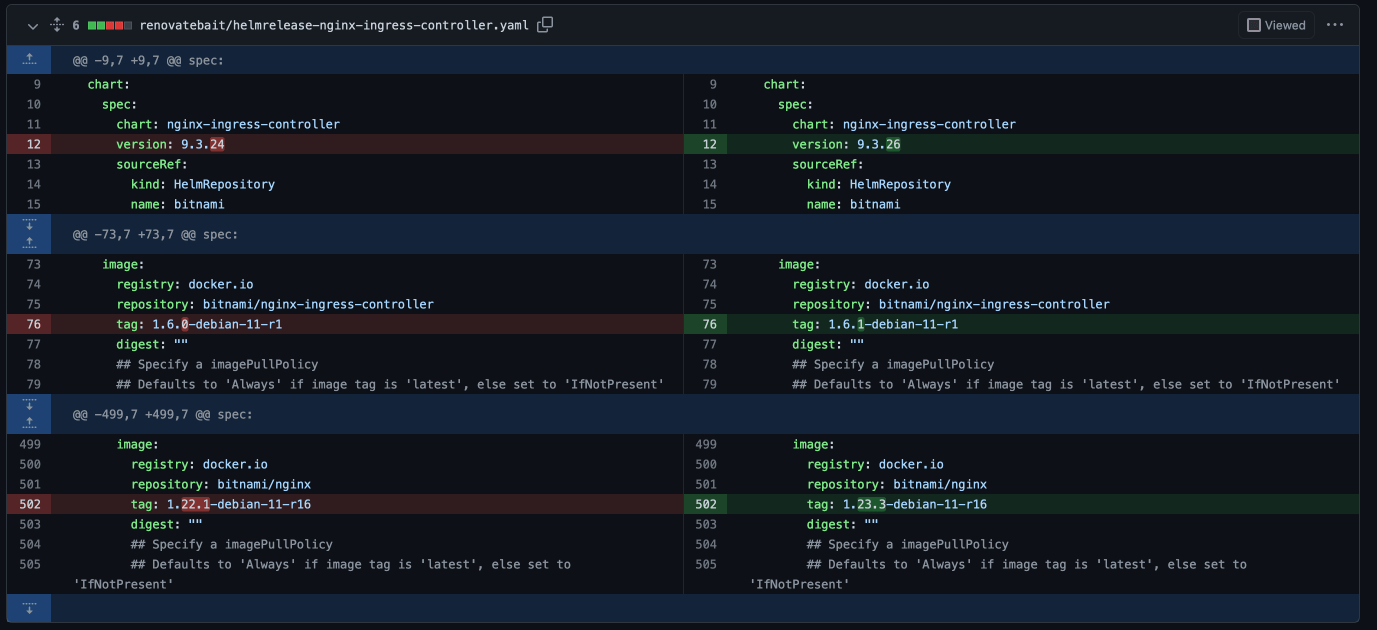 6 renovatebait/helmrelease-nginx-ingress-controller.yaml Viewed
@@ -9,7 +9,7 @@ spec:
9 chart: 9 chart:
10 spec: 10 spec:
11 chart: nginx-ingress-controller 11 chart: nginx-ingress-controller
12 version: 9.3.24 12 version: 9.3.26
13 sourceRef: 13 sourceRef:
14 kind: HelmRepository 14 kind: HelmRepository
15 name: bitnami 15 name: bitnami
@@ -73,7 +73,7 @@ spec:
73 image: 73 image:
74 registry: docker.io 74 registry: docker.io
75 repository: bitnami/nginx-ingress-controller 75 repository: bitnami/nginx-ingress-controller
76 tag: 1.6.0-debian-11-r1 76 tag: 1.6.1-debian-11-r1
77 digest: "" 77 digest: ""
78 ## Specify a imagePullPolicy 78 ## Specify a imagePullPolicy
79 ## Defaults to 'Always' if image tag is 'latest', else set to 'IfNotPresent' 79 ## Defaults to 'Always' if image tag is 'latest', else set to 'IfNotPresent'
@@ -499,7 +499,7 @@ spec:
499 image: 499 image:
500 registry: docker.io 500 registry: docker.io
501 repository: bitnami/nginx 501 repository: bitnami/nginx
502 tag: 1.22.1-debian-11-r16 502 tag: 1.23.3-debian-11-r16
503 digest: "" 503 digest: ""
504 ## Specify a imagePullPolicy 504 ## Specify a imagePullPolicy
505 ## Defaults to 'Always' if image tag is 'latest', else set to 505 ## Defaults to 'Always' if image tag is 'latest', else set to
'IfNotPresent' 'IfNotPresent'